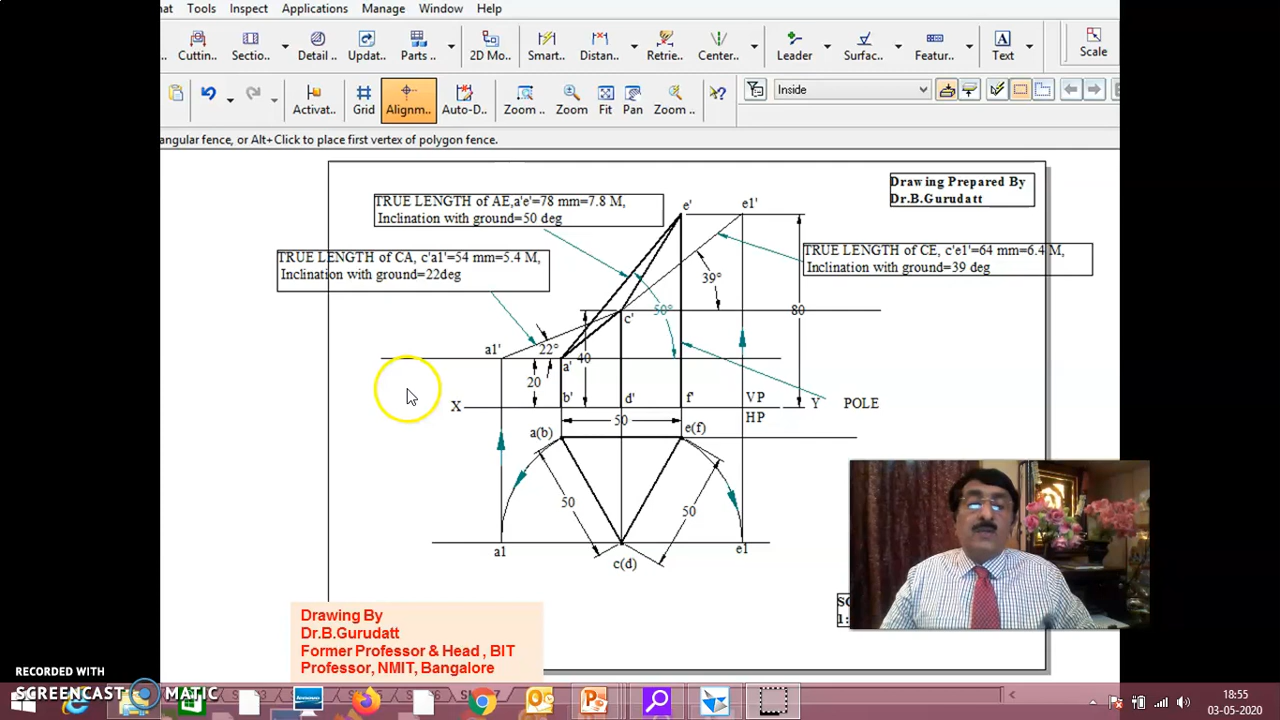 nat Tools Inspect Applications Manage Window Help
Cuttin.. Sectio.. Detail .. Updat.. Parts .. 2D Mo.. Smart.. Distan.. Retrie.. Center.. Leader Surfac.. Featur.. Text Scale
Activat.. Grid Alignm.. Auto-D.. Zoom .. Zoom Fit Pan Zoom .. Inside
angular fence, or Alt+Click to place first vertex of polygon fence.
Drawing Prepared By
Dr.B.Gurudatt
TRUE LENGTH of AE,a'e'=78 mm=7.8 M,
Inclination with ground=50 deg
e' e1'
TRUE LENGTH of CA, c'a1'=54 mm=5.4 M,
Inclination with ground=22deg
TRUE LENGTH of CE, c'e1'=64 mm=6.4 M,
Inclination with ground=39 deg
39°
c' 50° 80
a1' 22° 40
a'
20
X b' d' f' VP Y POLE
HP
50
a(b) e(f)
50 50
a1 c(d) e1
SC
1:
Drawing By
Dr.B.Gurudatt
Former Professor & Head , BIT
Professor, NMIT, Bangalore
RECORDED WITH
SCREENCAST MATIC
18:55
03-05-2020